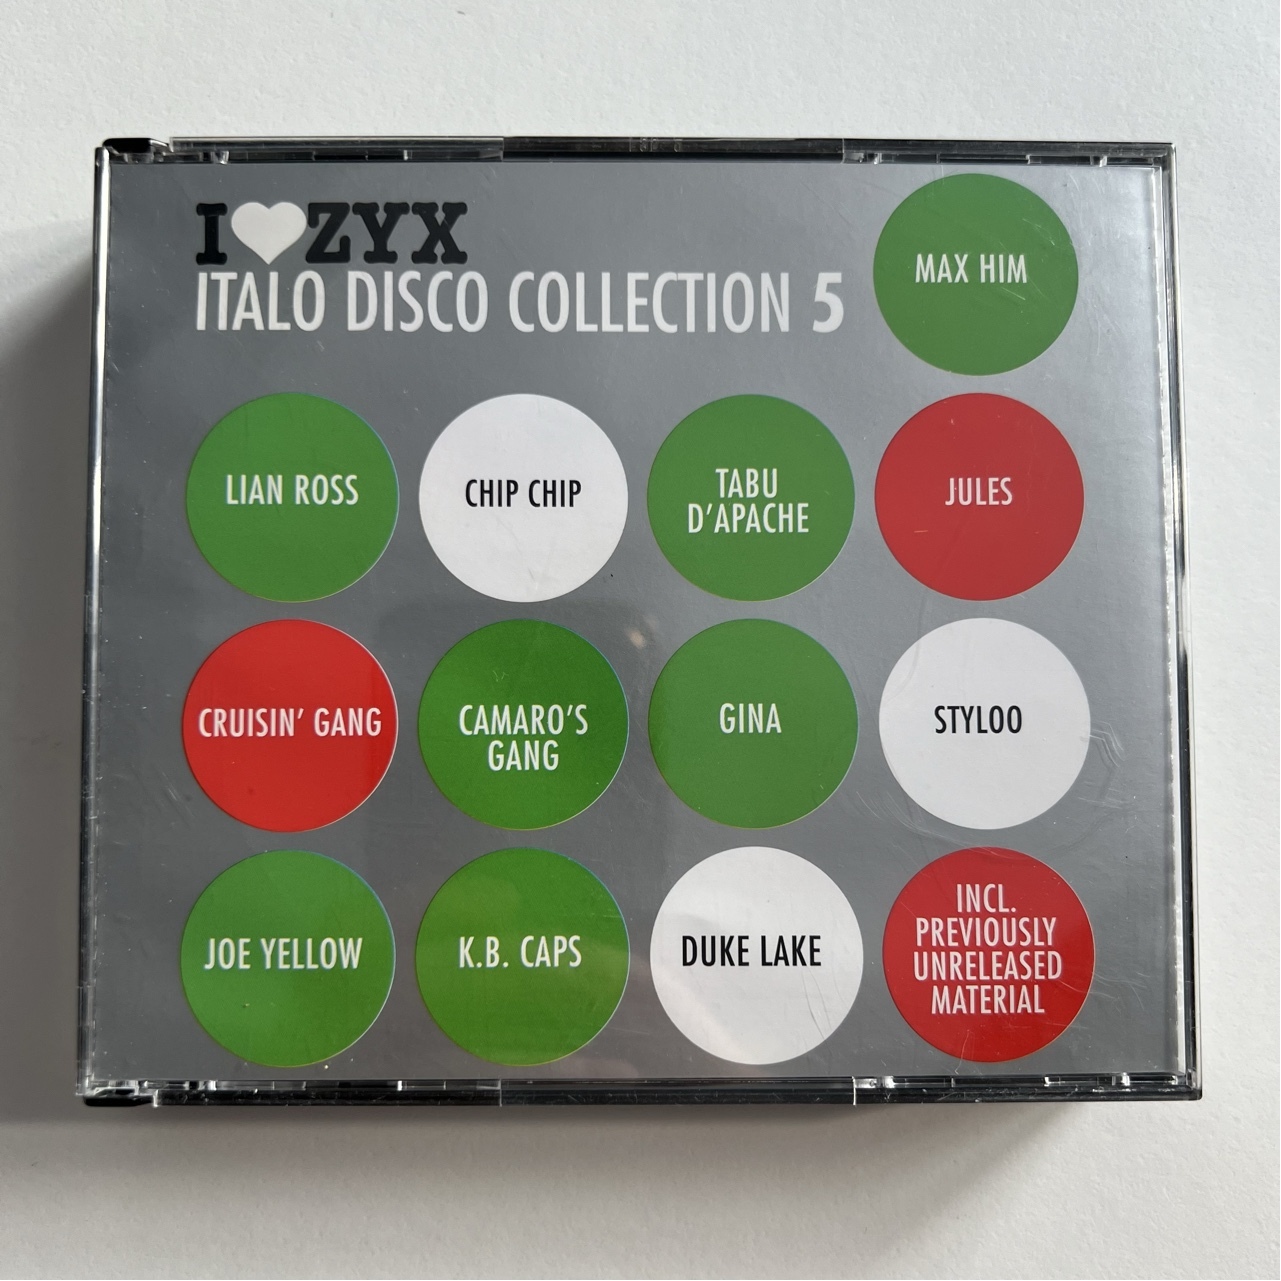 I ♥ ZYX
ITALO DISCO COLLECTION 5
MAX HIM
LIAN ROSS
CHIP CHIP
TABU
D'APACHE
JULES
CRUISIN' GANG
CAMARO'S
GANG
GINA
STYLOO
JOE YELLOW
K.B. CAPS
DUKE LAKE
INCL.
PREVIOUSLY
UNRELEASED
MATERIAL